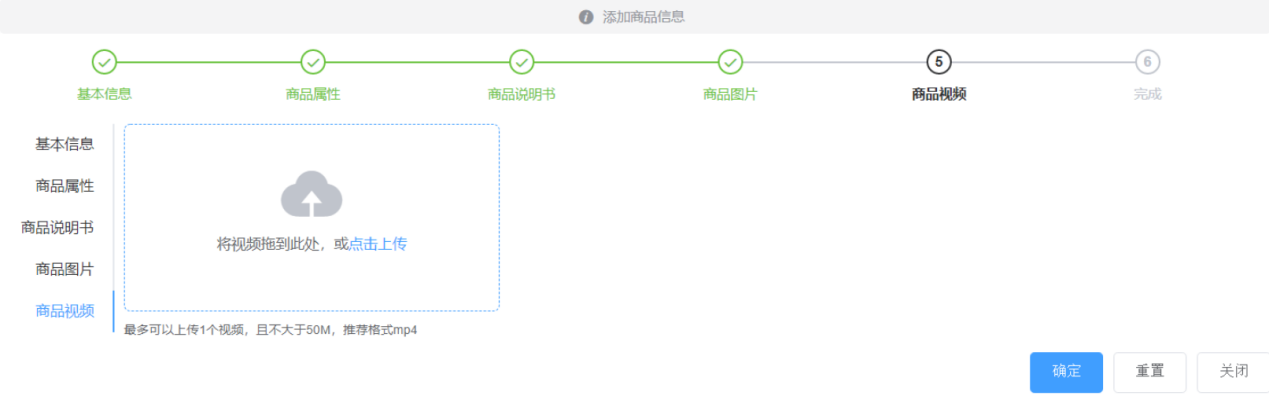 添加商品信息
5 6
基本信息 商品属性 商品说明书 商品图片 商品视频 完成
基本信息
商品属性
商品说明书
商品图片
商品视频
将视频拖到此处，或点击上传
最多可以上传1个视频，且不大于50M，推荐格式mp4
确定 重置 关闭